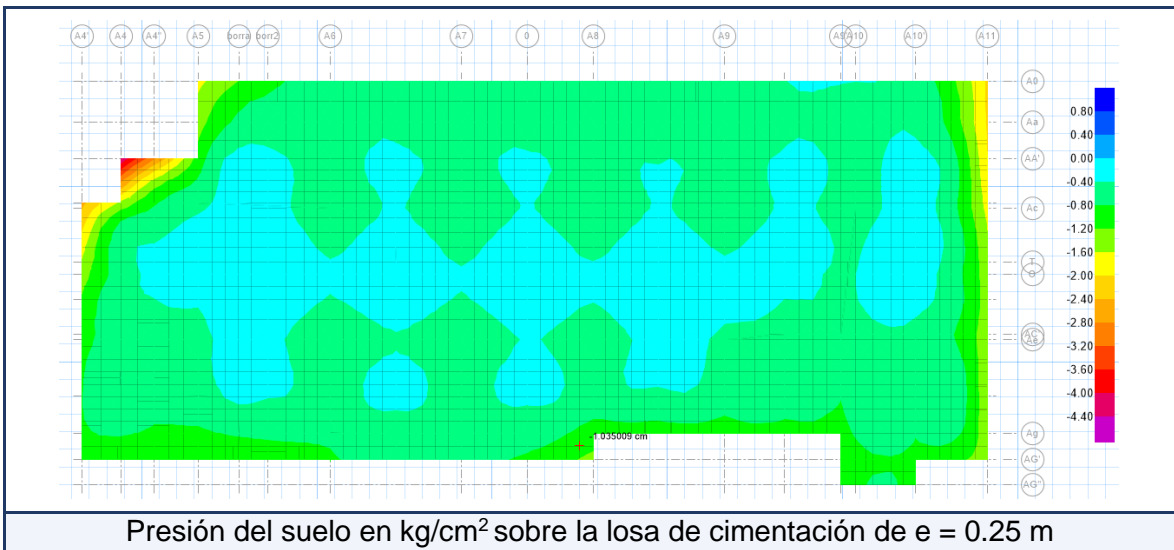 A4' A4 A4'' A5 borra borr2 A6 A7 0 A8 A9 A9' A10 A10' A11
A0
Aa
AA'
Ac
T
O
AC'
Ae
Ag
AG'
AG''
0.80
0.40
0.00
-0.40
-0.80
-1.20
-1.60
-2.00
-2.40
-2.80
-3.20
-3.60
-4.00
-4.40
-1.035009 cm
Presión del suelo en kg/cm² sobre la losa de cimentación de e = 0.25 m